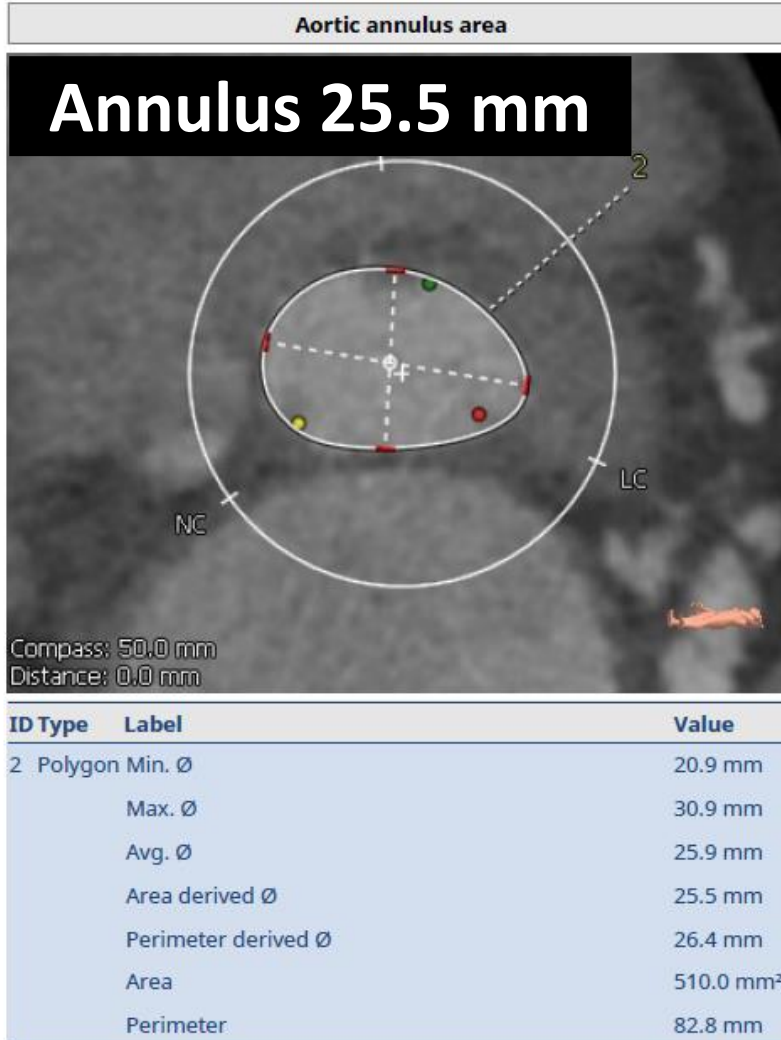 Aortic annulus area
Annulus 25.5 mm
2
LC
NC
Compass: 50.0 mm
Distance: 0.0 mm
ID Type Label Value
2 Polygon Min. Ø 20.9 mm
Max. Ø 30.9 mm
Avg. Ø 25.9 mm
Area derived Ø 25.5 mm
Perimeter derived Ø 26.4 mm
Area 510.0 mm²
Perimeter 82.8 mm